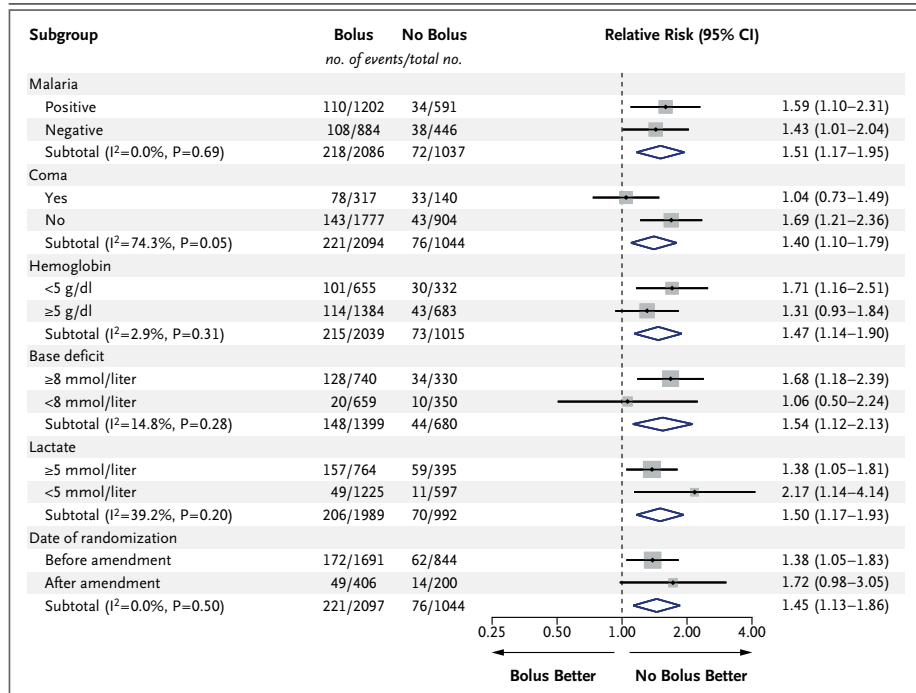 Subgroup Bolus No Bolus Relative Risk (95% CI)
no. of events/total no.
Malaria
Positive 110/1202 34/591 1.59 (1.10–2.31)
Negative 108/884 38/446 1.43 (1.01–2.04)
Subtotal (I²=0.0%, P=0.69) 218/2086 72/1037 1.51 (1.17–1.95)
Coma
Yes 78/317 33/140 1.04 (0.73–1.49)
No 143/1777 43/904 1.69 (1.21–2.36)
Subtotal (I²=74.3%, P=0.05) 221/2094 76/1044 1.40 (1.10–1.79)
Hemoglobin
<5 g/dl 101/655 30/332 1.71 (1.16–2.51)
≥5 g/dl 114/1384 43/683 1.31 (0.93–1.84)
Subtotal (I²=2.9%, P=0.31) 215/2039 73/1015 1.47 (1.14–1.90)
Base deficit
≥8 mmol/liter 128/740 34/330 1.68 (1.18–2.39)
<8 mmol/liter 20/659 10/350 1.06 (0.50–2.24)
Subtotal (I²=14.8%, P=0.28) 148/1399 44/680 1.54 (1.12–2.13)
Lactate
≥5 mmol/liter 157/764 59/395 1.38 (1.05–1.81)
<5 mmol/liter 49/1225 11/597 2.17 (1.14–4.14)
Subtotal (I²=39.2%, P=0.20) 206/1989 70/992 1.50 (1.17–1.93)
Date of randomization
Before amendment 172/1691 62/844 1.38 (1.05–1.83)
After amendment 49/406 14/200 1.72 (0.98–3.05)
Subtotal (I²=0.0%, P=0.50) 221/2097 76/1044 1.45 (1.13–1.86)
0.25 0.50 1.00 2.00 4.00
Bolus Better No Bolus Better